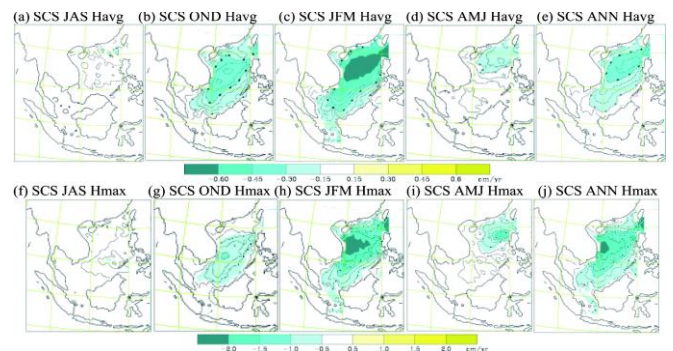 (a) SCS JAS Havg (b) SCS OND Havg (c) SCS JFM Havg (d) SCS AMJ Havg (e) SCS ANN Havg
-0.60 -0.45 -0.30 -0.15 0.15 0.30 0.45 0.6 cm/yr
(f) SCS JAS Hmax (g) SCS OND Hmax (h) SCS JFM Hmax (i) SCS AMJ Hmax (j) SCS ANN Hmax
-2.0 -1.5 -1.0 -0.5 0.5 1.0 1.5 2.0 cm/yr